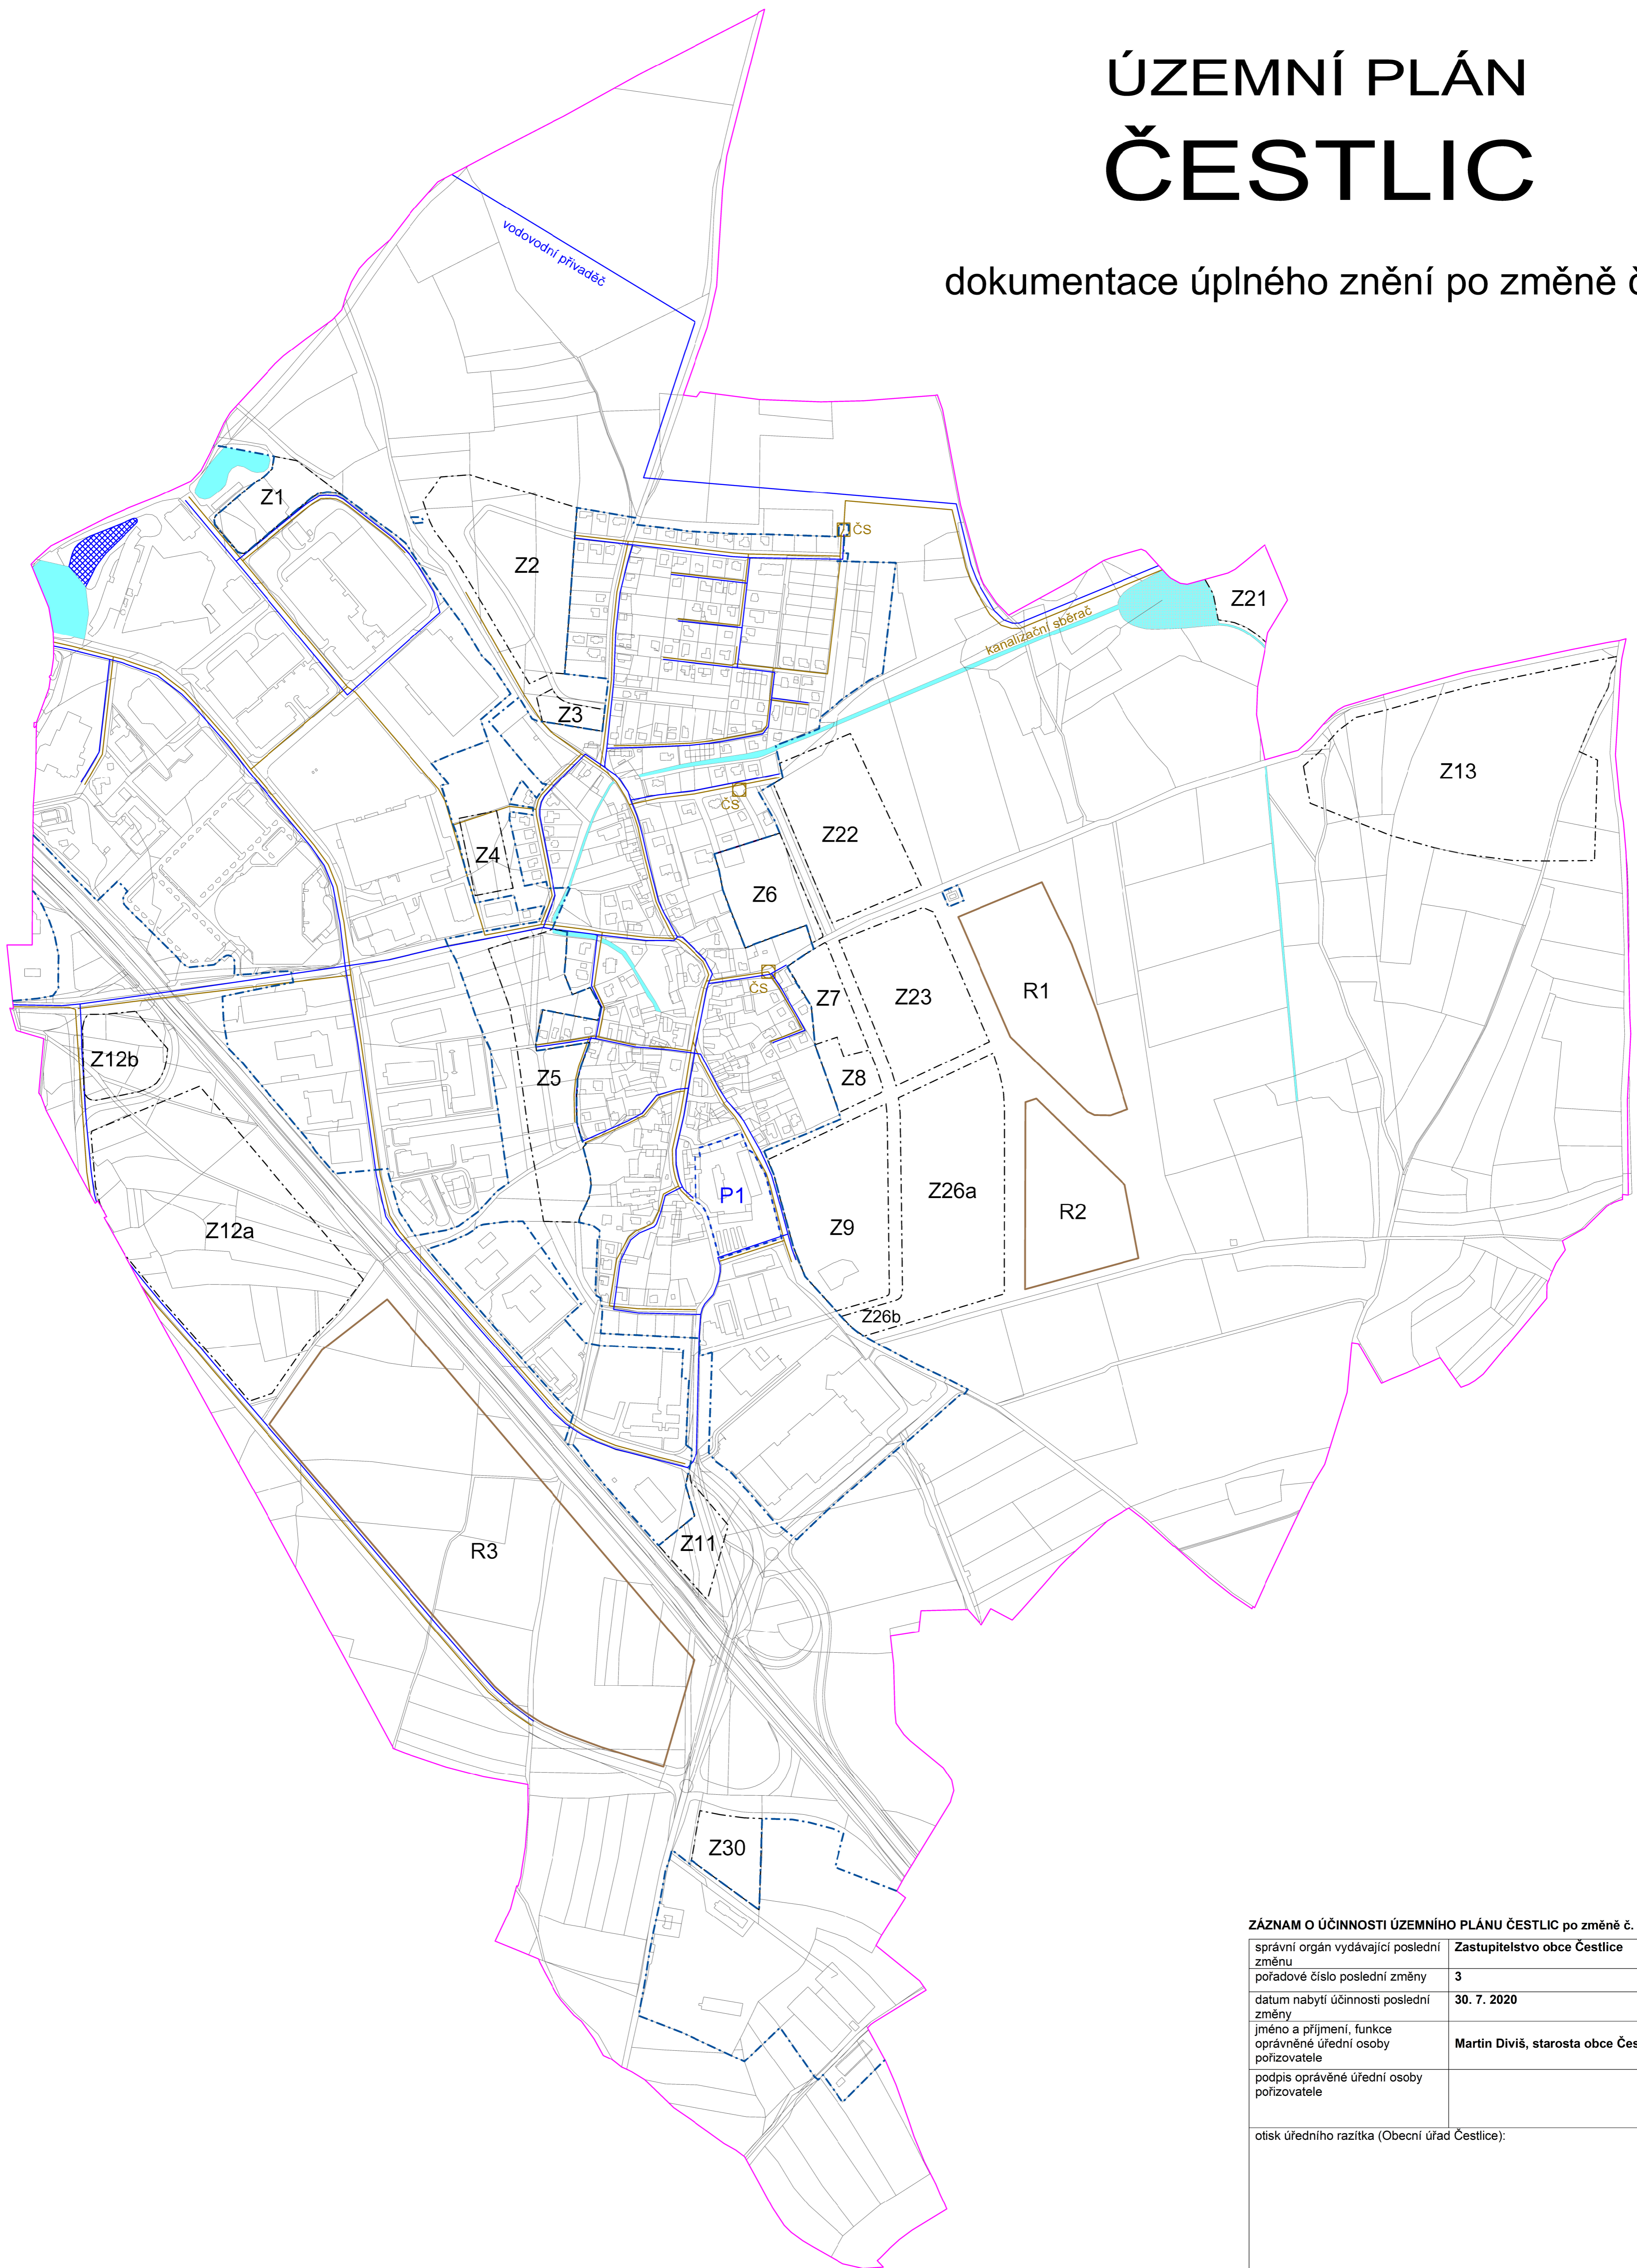 ÚZEMNÍ PLÁN
ČESTLIC
dokumentace úplného znění po změně č
vodovodní přivaděč
Z1
Z2
ČS
kanalizační sběrač
Z21
Z3
Z13
ČS
Z22
Z4
Z6
ČS
Z7
Z23
R1
Z12b
Z5
Z8
P1
Z26a
Z9
R2
Z12a
Z26b
Z11
R3
Z30
ZÁZNAM O ÚČINNOSTI ÚZEMNÍHO PLÁNU ČESTLIC po změně č.
správní orgán vydávající poslední
změnu
Zastupitelstvo obce Čestlice
pořadové číslo poslední změny
3
datum nabytí účinnosti poslední
změny
30. 7. 2020
jméno a příjmení, funkce
oprávněné úřední osoby
pořizovatele
Martin Diviš, starosta obce Čes
podpis oprávěné úřední osoby
pořizovatele
otisk úředního razítka (Obecní úřad Čestlice):